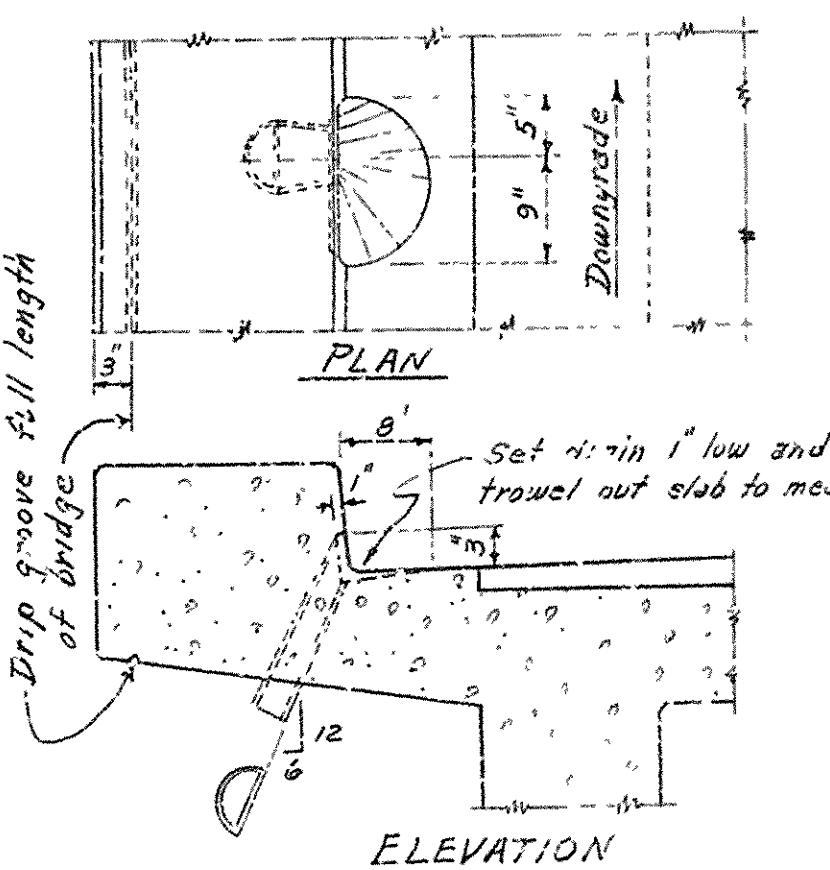 5"
9"
Downgrade
3"
PLAN
Drip groove full length
of bridge
8'
1"
Set drain 1" low and
trowel out slab to
3"
12
6
ELEVATION